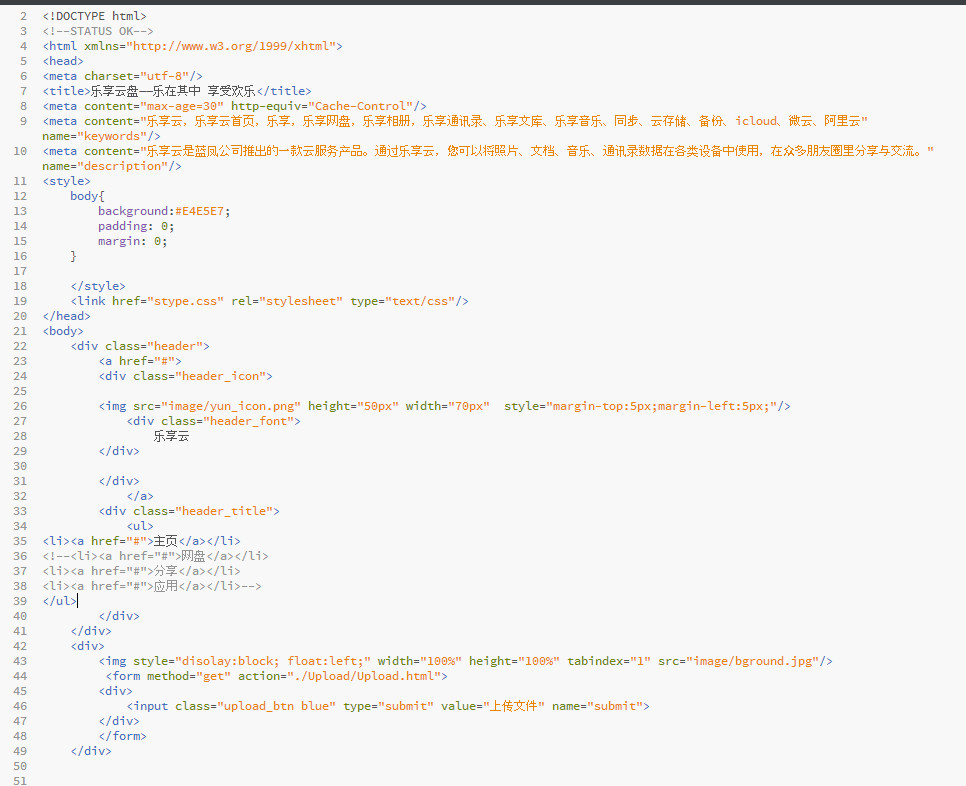 2 <!DOCTYPE html>
3 <!--STATUS OK-->
4 <html xmlns="http://www.w3.org/1999/xhtml">
5 <head>
6 <meta charset="utf-8"/>
7 <title>乐享云盘——乐在其中 享受欢乐</title>
8 <meta content="max-age=30" http-equiv="Cache-Control"/>
9 <meta content="乐享云，乐享云首页，乐享，乐享网盘，乐享相册，乐享通讯录、乐享文库、乐享音乐、同步、云存储、备份、icloud、微云、阿里云"
name="keywords"/>
10 <meta content="乐享云是蓝凤公司推出的一款云服务产品。通过乐享云，您可以将照片、文档、音乐、通讯录数据在各类设备中使用，在众多朋友圈里分享与交流。"
name="description"/>
11 <style>
12 body{
13 background:#E4E5E7;
14 padding: 0;
15 margin: 0;
16 }
17
18 </style>
19 <link href="stype.css" rel="stylesheet" type="text/css"/>
20 </head>
21 <body>
22 <div class="header">
23 <a href="#">
24 <div class="header_icon">
25
26 <img src="image/yun_icon.png" height="50px" width="70px"  style="margin-top:5px;margin-left:5px;"/>
27 <div class="header_font">
28 乐享云
29 </div>
30
31 </div>
32 </a>
33 <div class="header_title">
34 <ul>
35 <li><a href="#">主页</a></li>
36 <!--<li><a href="#">网盘</a></li>
37 <li><a href="#">分享</a></li>
38 <li><a href="#">应用</a></li>-->
39 </ul>
40 </div>
41 </div>
42 <div>
43 <img style="disolay:block; float:left;" width="100%" height="100%" tabindex="1" src="image/bground.jpg"/>
44 <form method="get" action="./Upload/Upload.html">
45 <div>
46 <input class="upload_btn blue" type="submit" value="上传文件" name="submit">
47 </div>
48 </form>
49 </div>
50
51